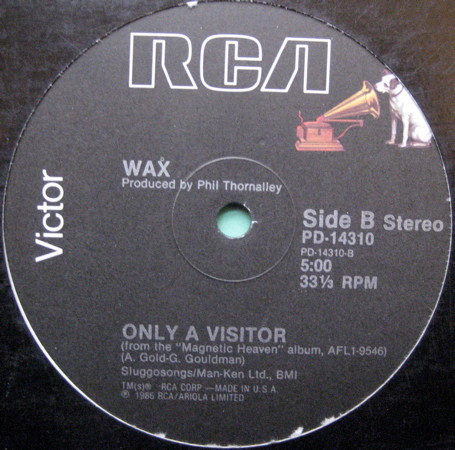 RCA
Victor
WAX
Produced by Phil Thornalley
Side B Stereo
PD-14310
PD-14310-B
5:00
33⅓ RPM
ONLY A VISITOR
(from the "Magnetic Heaven" album, AFL1-9546)
(A. Gold-G. Gouldman)
Sluggosongs/Man-Ken Ltd., BMI
TM(s)® RCA CORP.—MADE IN U.S.A.
℗ 1986 RCA/ARIOLA LIMITED